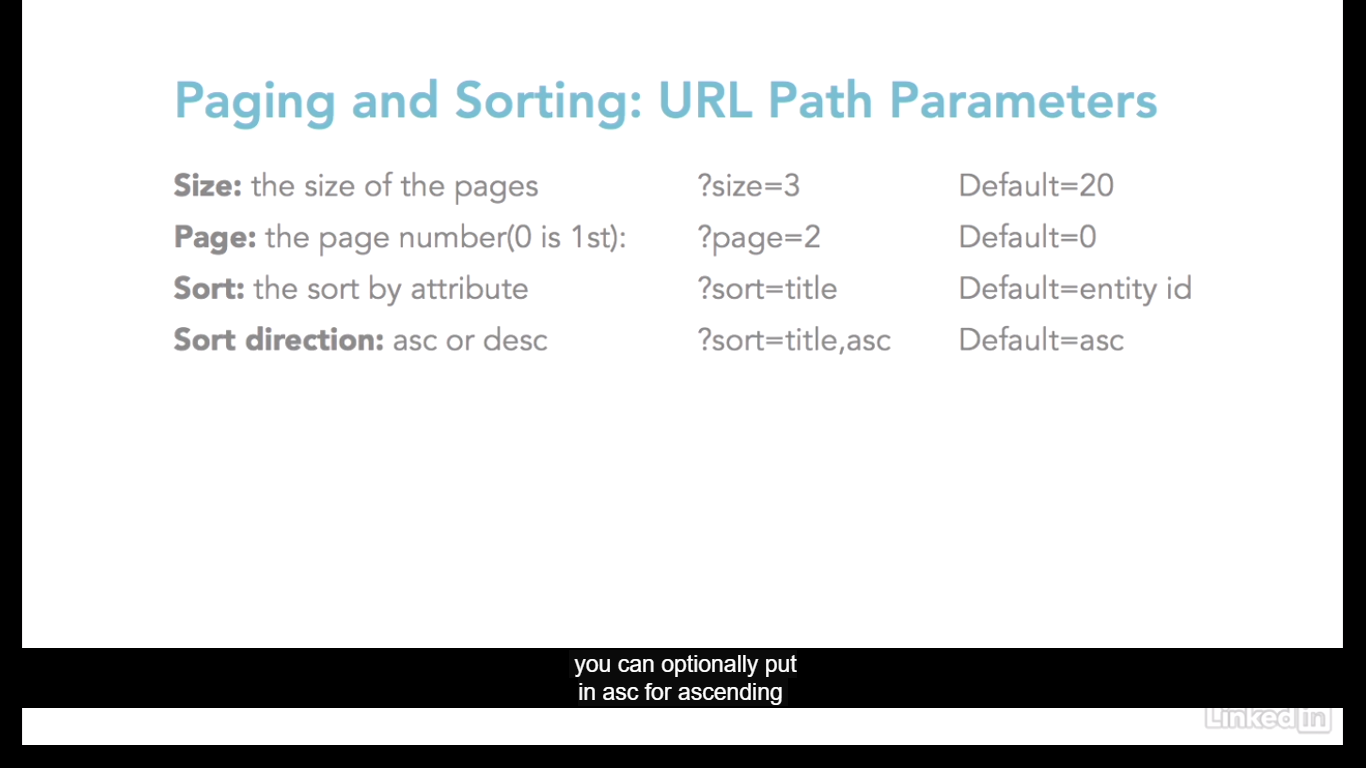 Paging and Sorting: URL Path Parameters
Size: the size of the pages ?size=3 Default=20
Page: the page number(0 is 1st): ?page=2 Default=0
Sort: the sort by attribute ?sort=title Default=entity id
Sort direction: asc or desc ?sort=title,asc Default=asc
you can optionally put
in asc for ascending
Linked in